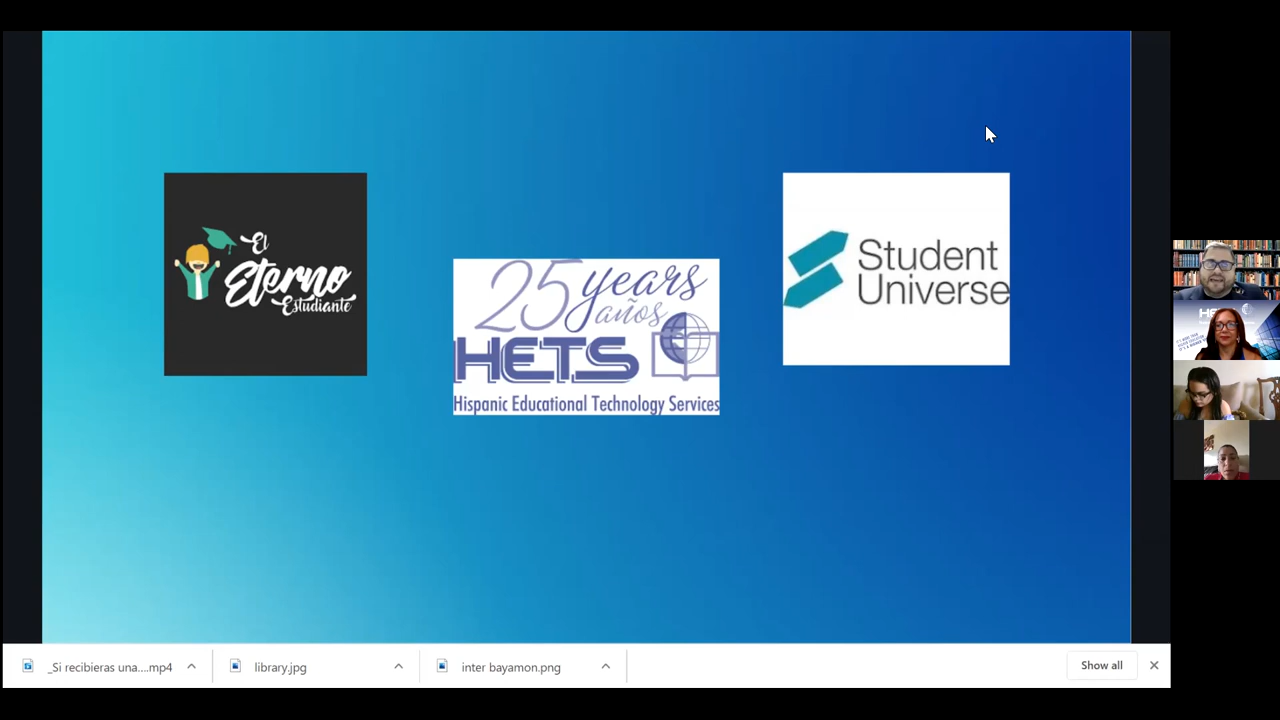 El
Eterno
Estudiante
25 years
años
HETS
Hispanic Educational Technology Services
Student
Universe
_Si recibieras una....mp4
library.jpg
inter bayamon.png
Show all